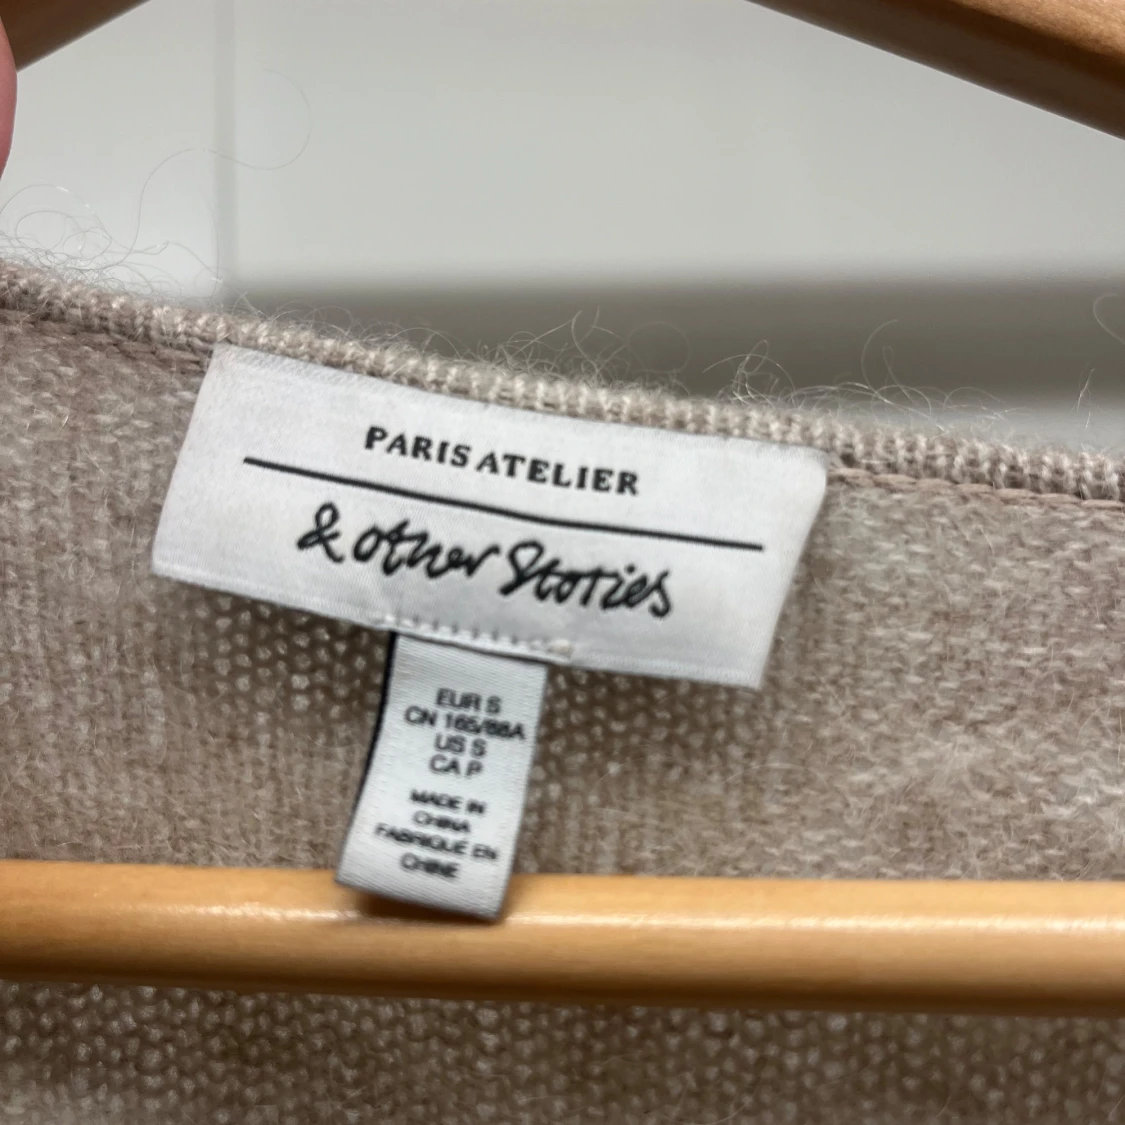 PARIS ATELIER
& other Stories
EUR S
CN 165/88A
US S
CA P
MADE IN
CHINA
FABRIQUÉ EN
CHINE